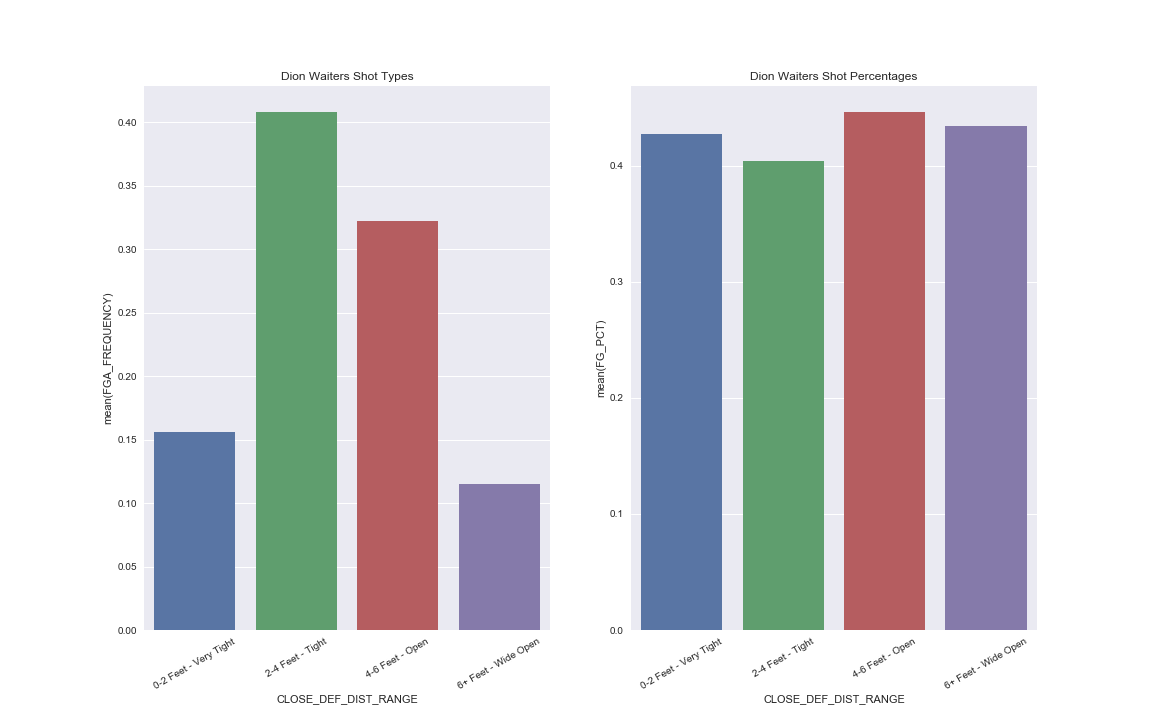 Dion Waiters Shot Types
mean(FGA_FREQUENCY)
0.40
0.35
0.30
0.25
0.20
0.15
0.10
0.05
0.00
0-2 Feet - Very Tight
2-4 Feet - Tight
4-6 Feet - Open
6+ Feet - Wide Open
CLOSE_DEF_DIST_RANGE
Dion Waiters Shot Percentages
mean(FG_PCT)
0.4
0.3
0.2
0.1
0.0
0-2 Feet - Very Tight
2-4 Feet - Tight
4-6 Feet - Open
6+ Feet - Wide Open
CLOSE_DEF_DIST_RANGE